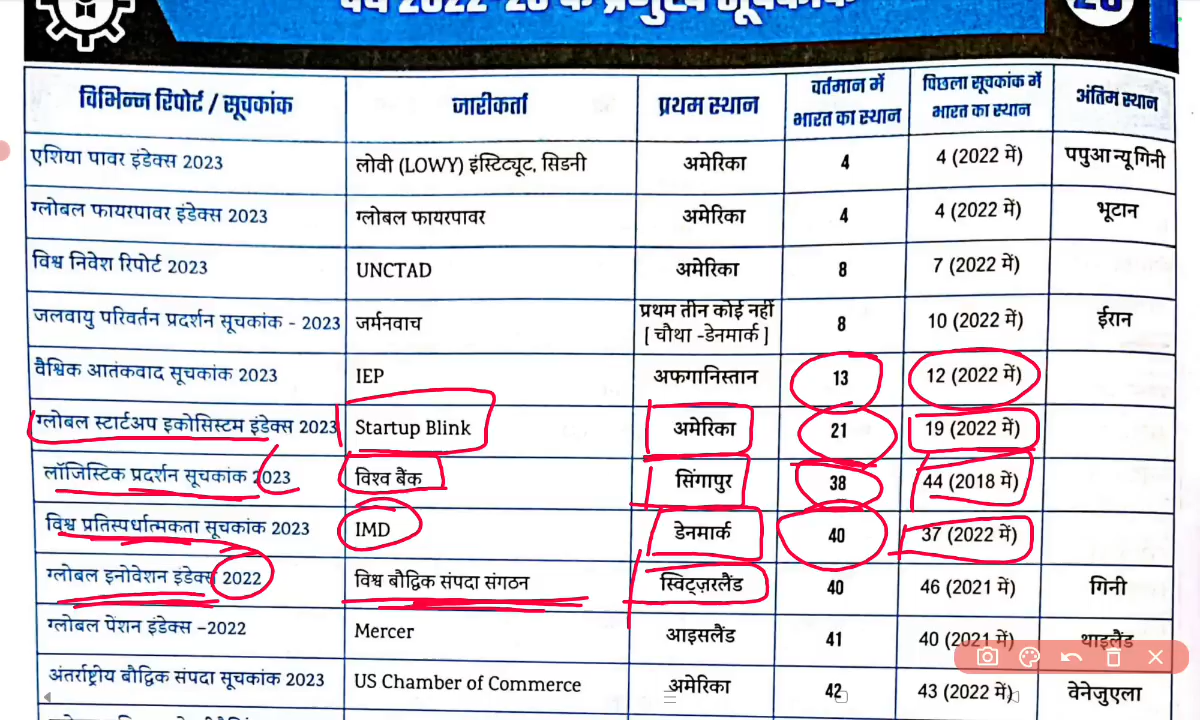 वर्ष 2022-23 के प्रमुख सूचकांक
विभिन्न रिपोर्ट / सूचकांक जारीकर्ता प्रथम स्थान वर्तमान में भारत का स्थान पिछला सूचकांक में भारत का स्थान अंतिम स्थान
एशिया पावर इंडेक्स 2023 लोवी (LOWY) इंस्टिट्यूट, सिडनी अमेरिका 4 4 (2022 में) पपुआ न्यू गिनी
ग्लोबल फायरपावर इंडेक्स 2023 ग्लोबल फायरपावर अमेरिका 4 4 (2022 में) भूटान
विश्व निवेश रिपोर्ट 2023 UNCTAD अमेरिका 8 7 (2022 में)
जलवायु परिवर्तन प्रदर्शन सूचकांक - 2023 जर्मनवाच प्रथम तीन कोई नहीं [ चौथा -डेनमार्क ] 8 10 (2022 में) ईरान
वैश्विक आतंकवाद सूचकांक 2023 IEP अफगानिस्तान 13 12 (2022 में)
ग्लोबल स्टार्टअप इकोसिस्टम इंडेक्स 2023 Startup Blink अमेरिका 21 19 (2022 में)
लॉजिस्टिक प्रदर्शन सूचकांक 2023 विश्व बैंक सिंगापुर 38 44 (2018 में)
विश्व प्रतिस्पर्धात्मकता सूचकांक 2023 IMD डेनमार्क 40 37 (2022 में)
ग्लोबल इनोवेशन इंडेक्स 2022 विश्व बौद्धिक संपदा संगठन स्विट्ज़रलैंड 40 46 (2021 में) गिनी
ग्लोबल पेंशन इंडेक्स -2022 Mercer आइसलैंड 41 40 (2021 में) थाइलैंड
अंतर्राष्ट्रीय बौद्धिक संपदा सूचकांक 2023 US Chamber of Commerce अमेरिका 42 43 (2022 में) वेनेजुएला